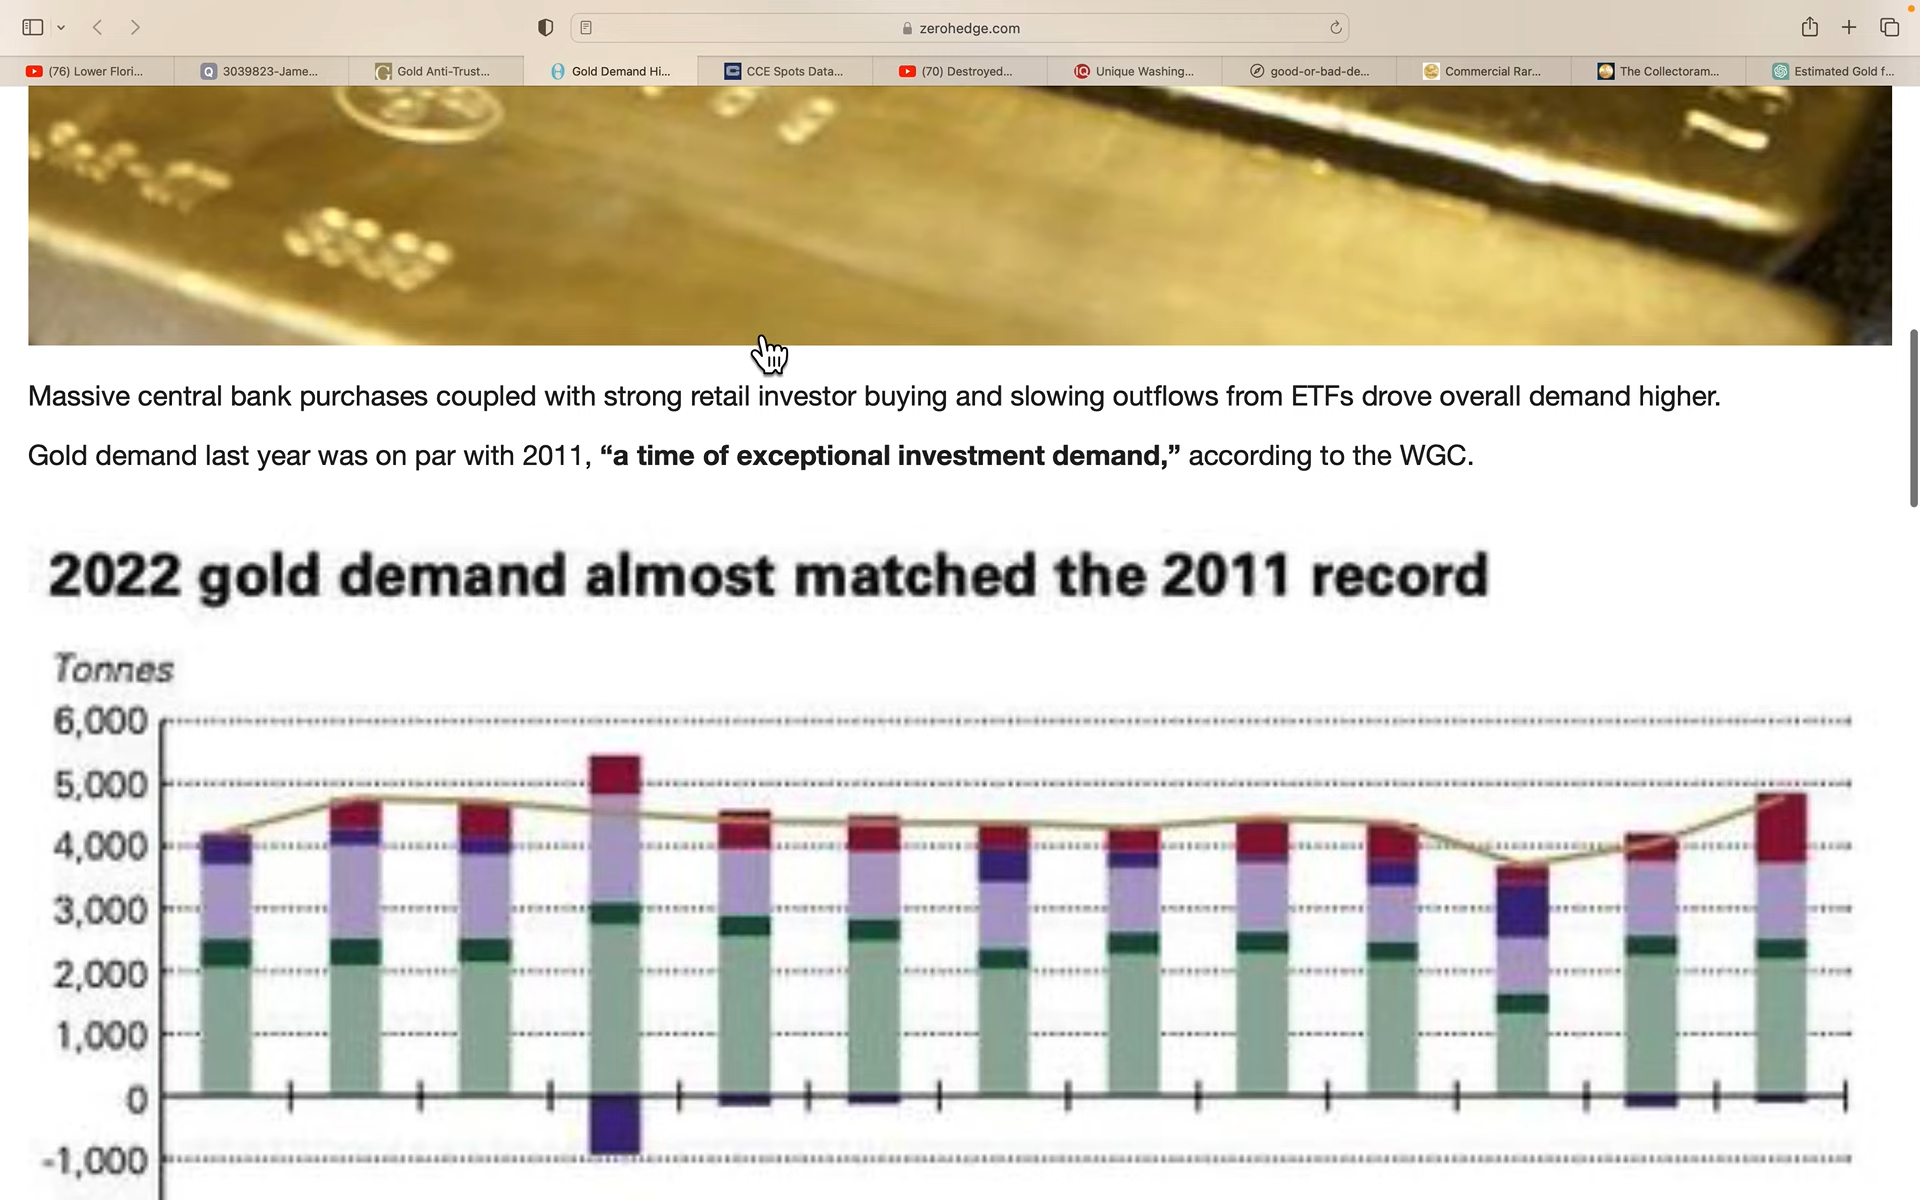 zerohedge.com
(76) Lower Flori...
3039823-Jame...
Gold Anti-Trust...
Gold Demand Hi...
CCE Spots Data...
(70) Destroyed...
Unique Washing...
good-or-bad-de...
Commercial Rar...
The Collectoram...
Estimated Gold f...
Massive central bank purchases coupled with strong retail investor buying and slowing outflows from ETFs drove overall demand higher.
Gold demand last year was on par with 2011, “a time of exceptional investment demand,” according to the WGC.
2022 gold demand almost matched the 2011 record
Tonnes
6,000
5,000
4,000
3,000
2,000
1,000
0
-1,000